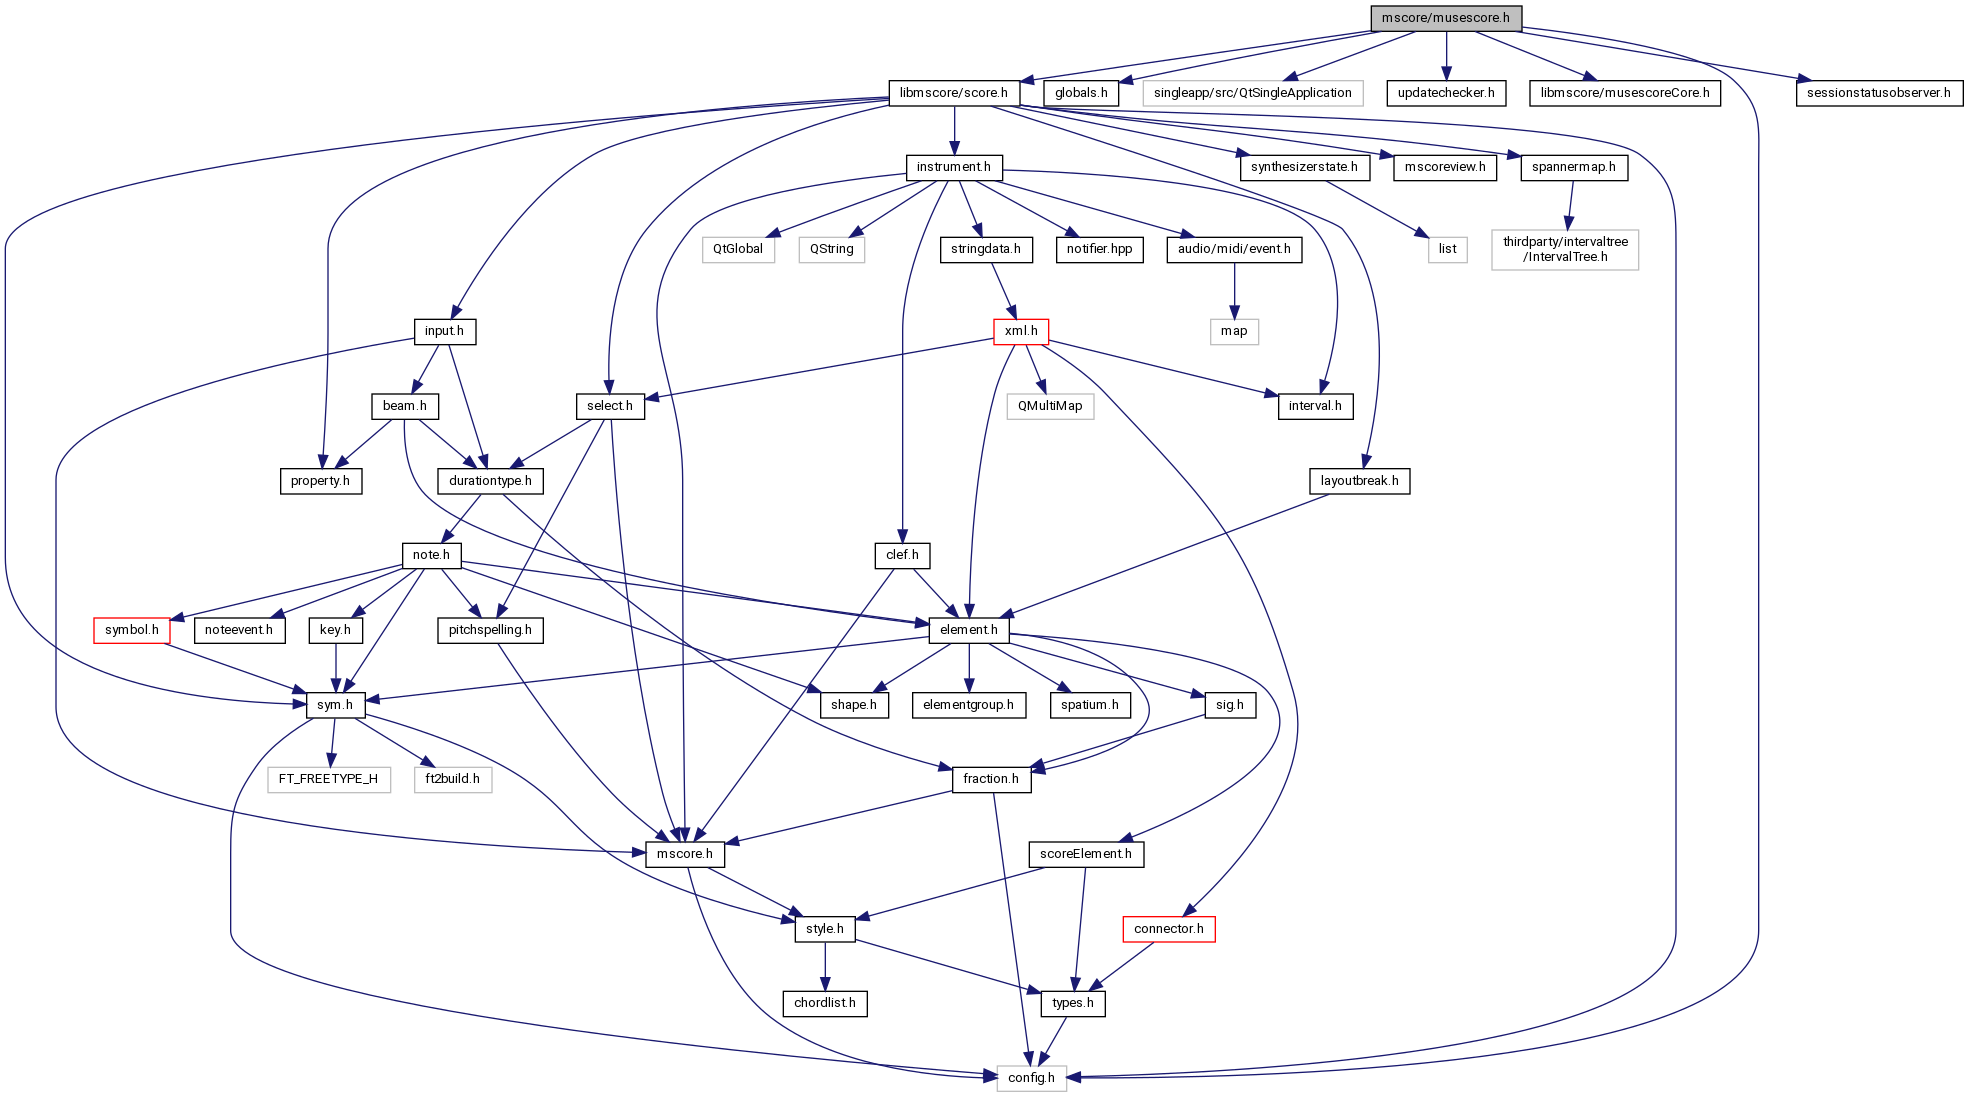 mscore/musescore.h
libmscore/score.h
globals.h
singleapp/src/QtSingleApplication
updatechecker.h
libmscore/musescoreCore.h
sessionstatusobserver.h
instrument.h
synthesizerstate.h
mscoreview.h
spannermap.h
QtGlobal
QString
stringdata.h
notifier.hpp
audio/midi/event.h
list
thirdparty/intervaltree
/IntervalTree.h
input.h
xml.h
map
beam.h
select.h
QMultiMap
interval.h
property.h
durationtype.h
layoutbreak.h
note.h
clef.h
symbol.h
noteevent.h
key.h
pitchspelling.h
element.h
sym.h
shape.h
elementgroup.h
spatium.h
sig.h
FT_FREETYPE_H
ft2build.h
fraction.h
mscore.h
scoreElement.h
style.h
connector.h
chordlist.h
types.h
config.h